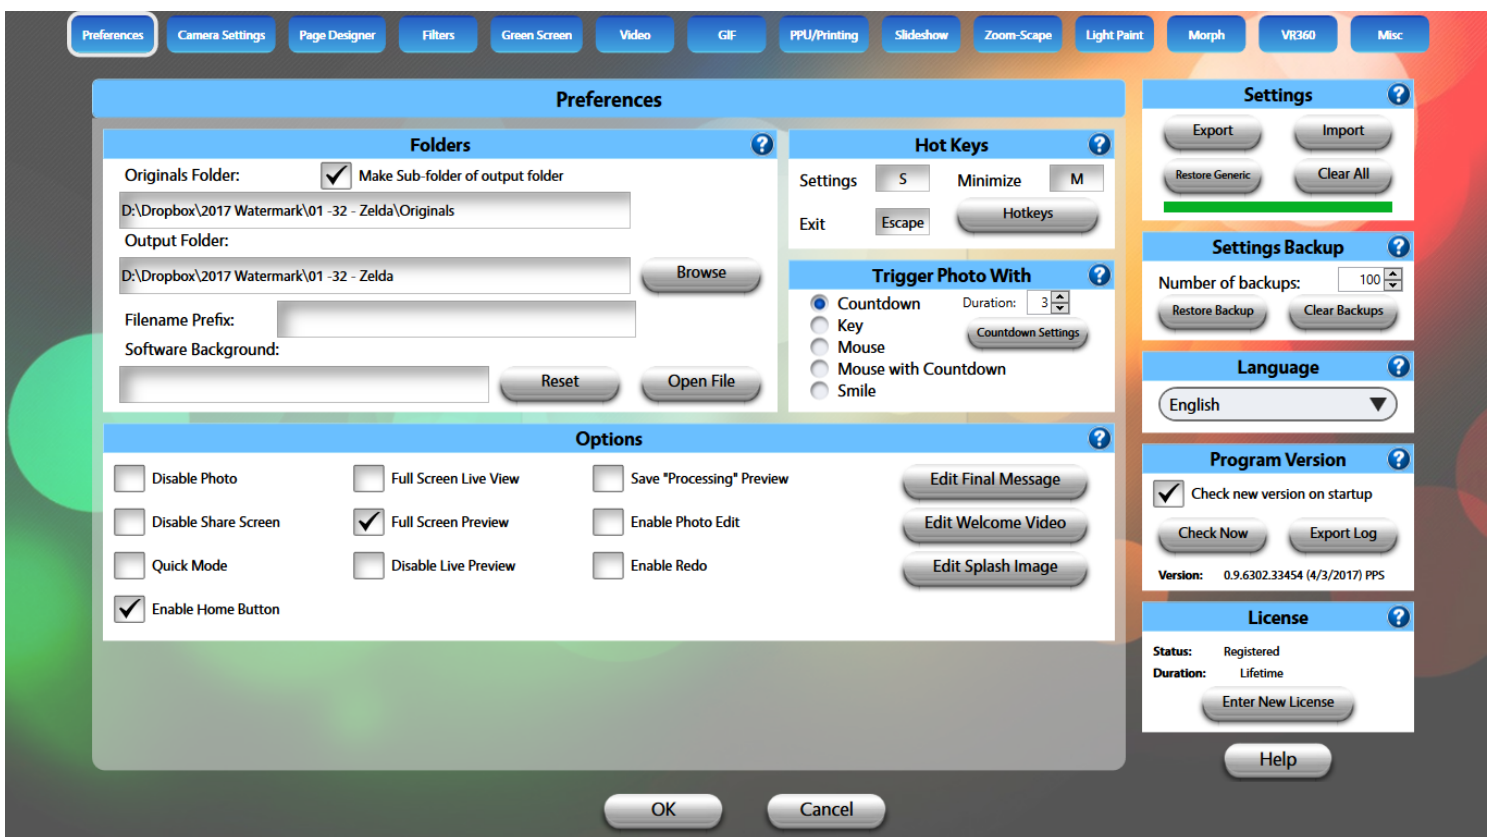 Preferences
Camera Settings
Page Designer
Filters
Green Screen
Video
GIF
PPU/Printing
Slideshow
Zoom-Scape
Light Paint
Morph
VR360
Misc
Preferences
Folders
?
Originals Folder:
Make Sub-folder of output folder
D:\Dropbox\2017 Watermark\01 -32 - Zelda\Originals
Output Folder:
D:\Dropbox\2017 Watermark\01 -32 - Zelda
Browse
Filename Prefix:
Software Background:
Reset
Open File
Hot Keys
?
Settings
S
Minimize
M
Exit
Escape
Hotkeys
Trigger Photo With
?
Countdown
Duration:
3
Key
Countdown Settings
Mouse
Mouse with Countdown
Smile
Options
?
Disable Photo
Full Screen Live View
Save "Processing" Preview
Edit Final Message
Disable Share Screen
Full Screen Preview
Enable Photo Edit
Edit Welcome Video
Quick Mode
Disable Live Preview
Enable Redo
Edit Splash Image
Enable Home Button
Settings
?
Export
Import
Restore Generic
Clear All
Settings Backup
?
Number of backups:
100
Restore Backup
Clear Backups
Language
?
English
Program Version
?
Check new version on startup
Check Now
Export Log
Version:
0.9.6302.33454 (4/3/2017) PPS
License
?
Status:
Registered
Duration:
Lifetime
Enter New License
Help
OK
Cancel